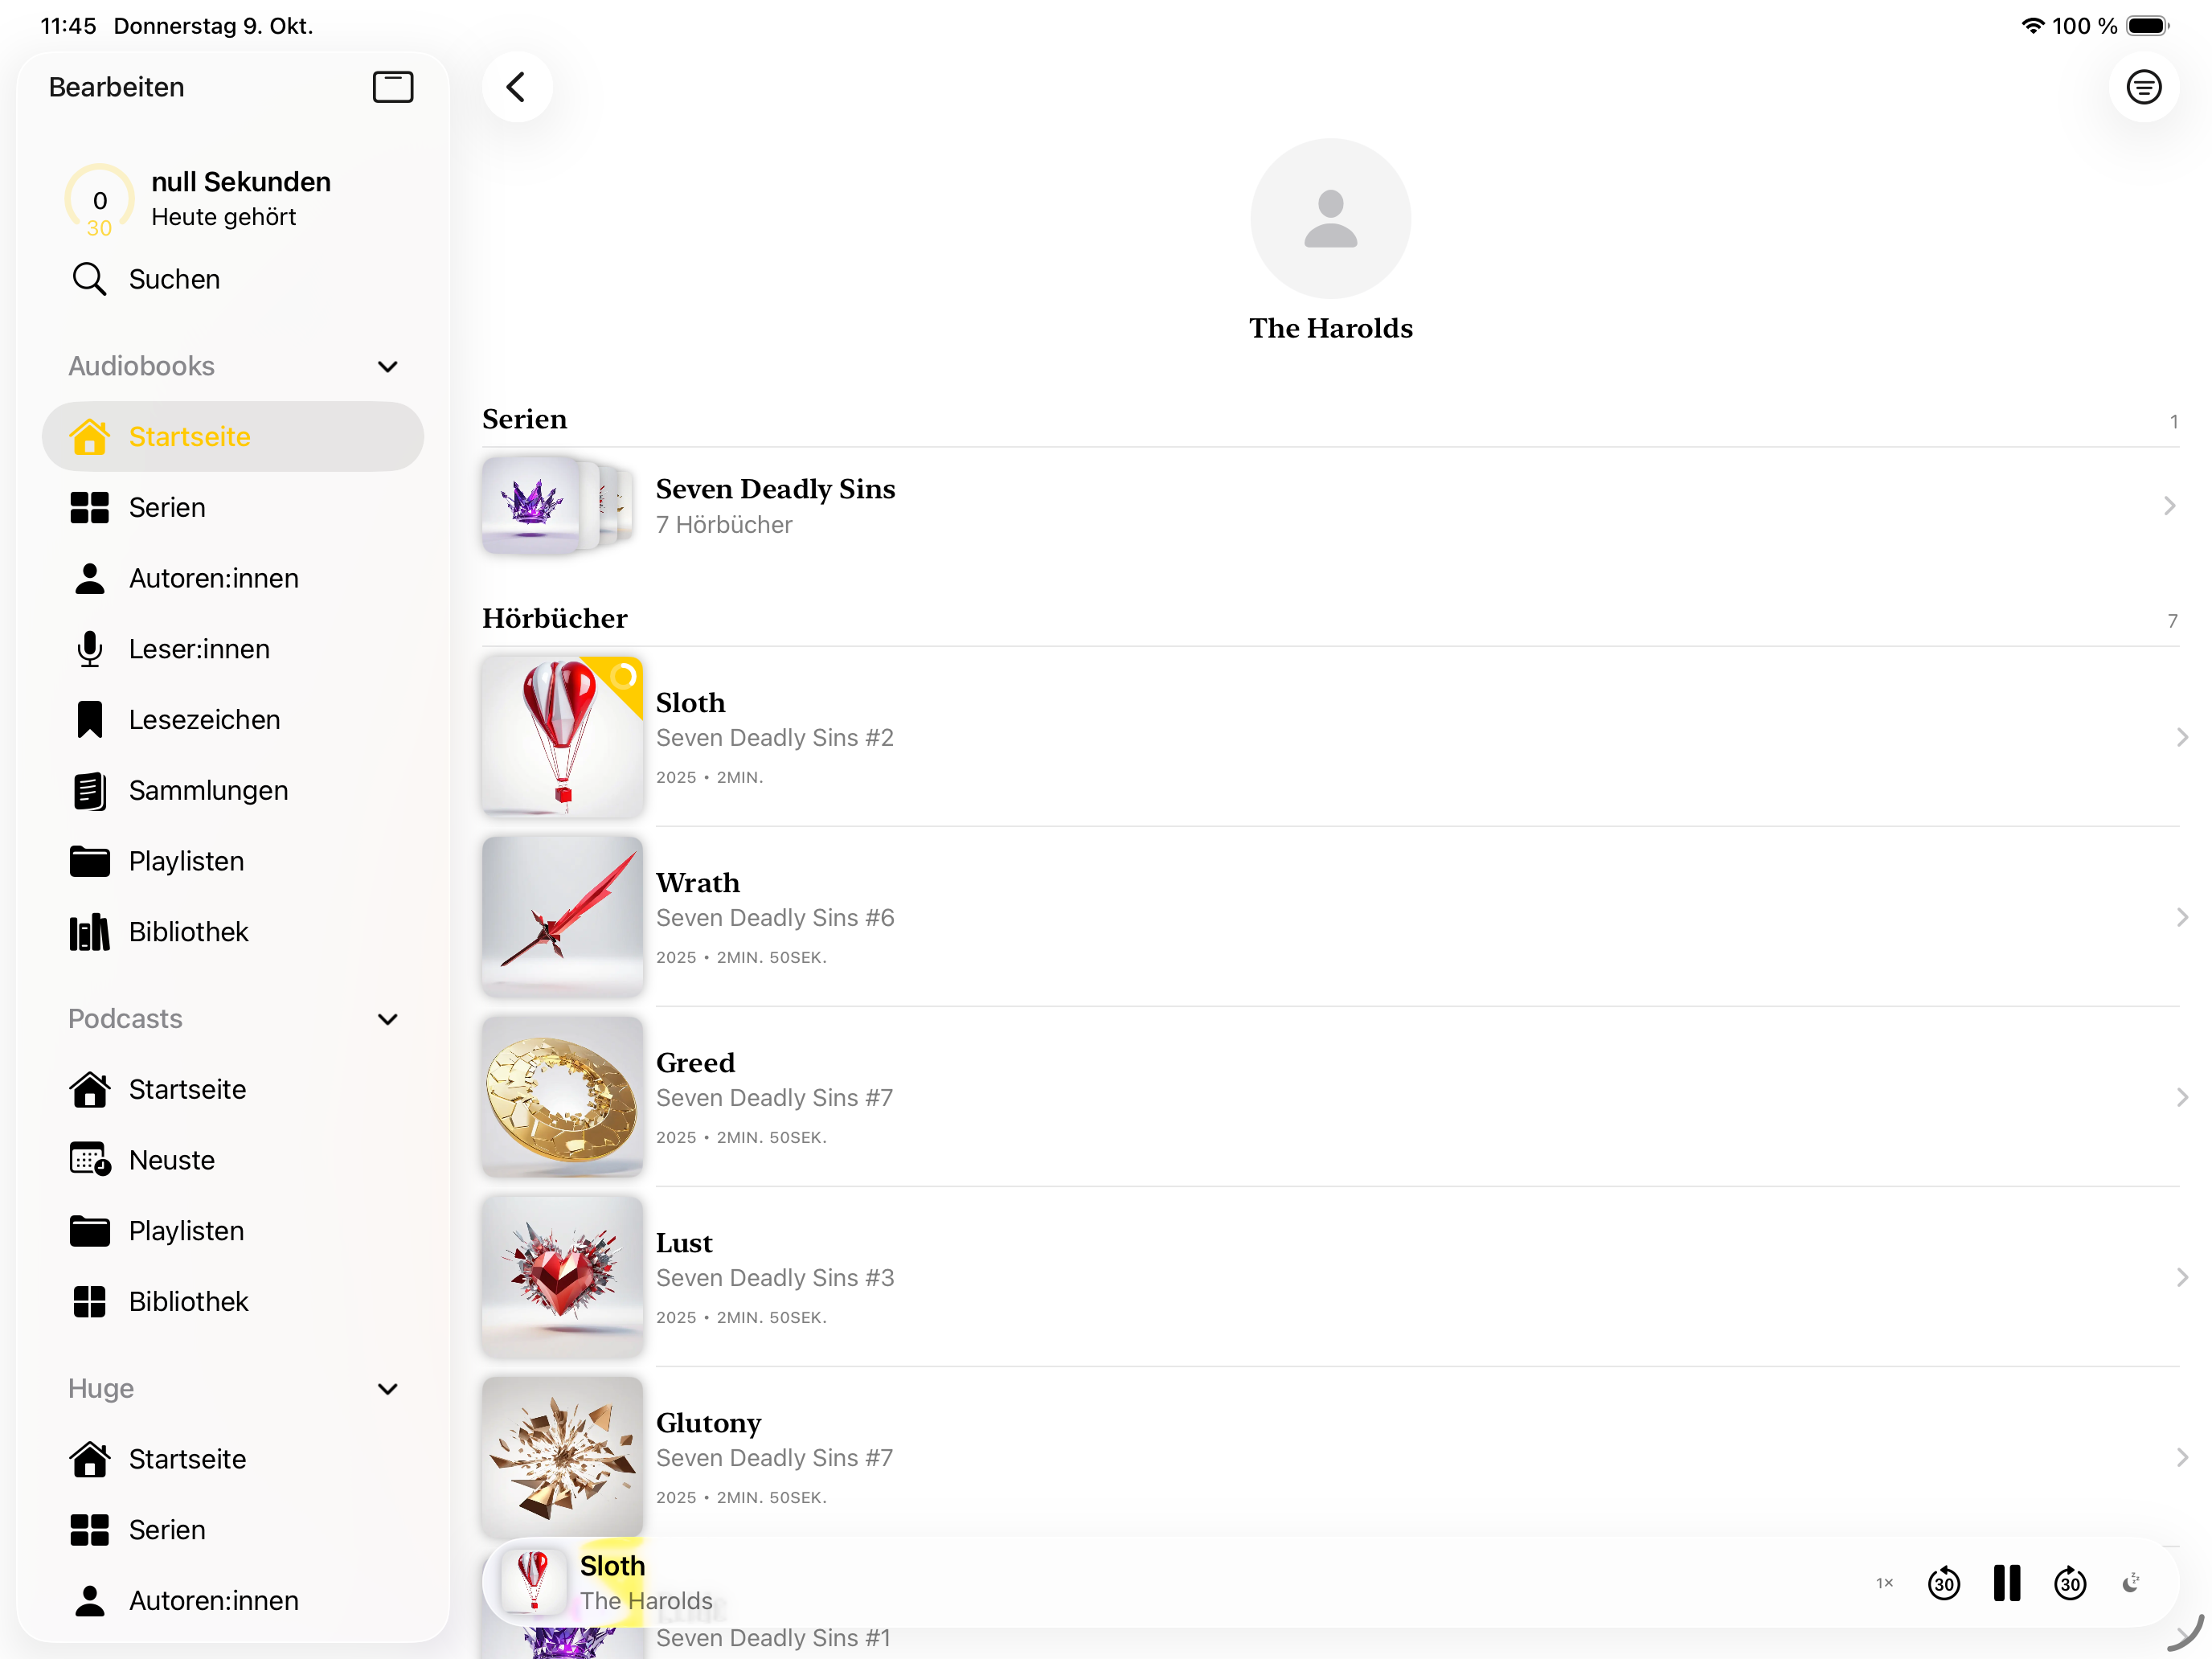 11:45 Donnerstag 9. Okt.
100 %
Bearbeiten
0
30
null Sekunden
Heute gehört
Suchen
Audiobooks
Startseite
Serien
Autoren:innen
Leser:innen
Lesezeichen
Sammlungen
Playlisten
Bibliothek
Podcasts
Startseite
Neuste
Playlisten
Bibliothek
Huge
Startseite
Serien
Autoren:innen
The Harolds
Serien 1
Seven Deadly Sins
7 Hörbücher
Hörbücher 7
Sloth
Seven Deadly Sins #2
2025 • 2MIN.
Wrath
Seven Deadly Sins #6
2025 • 2MIN. 50SEK.
Greed
Seven Deadly Sins #7
2025 • 2MIN. 50SEK.
Lust
Seven Deadly Sins #3
2025 • 2MIN. 50SEK.
Glutony
Seven Deadly Sins #7
2025 • 2MIN. 50SEK.
Sloth
The Harolds
1×
30
30
Seven Deadly Sins #1